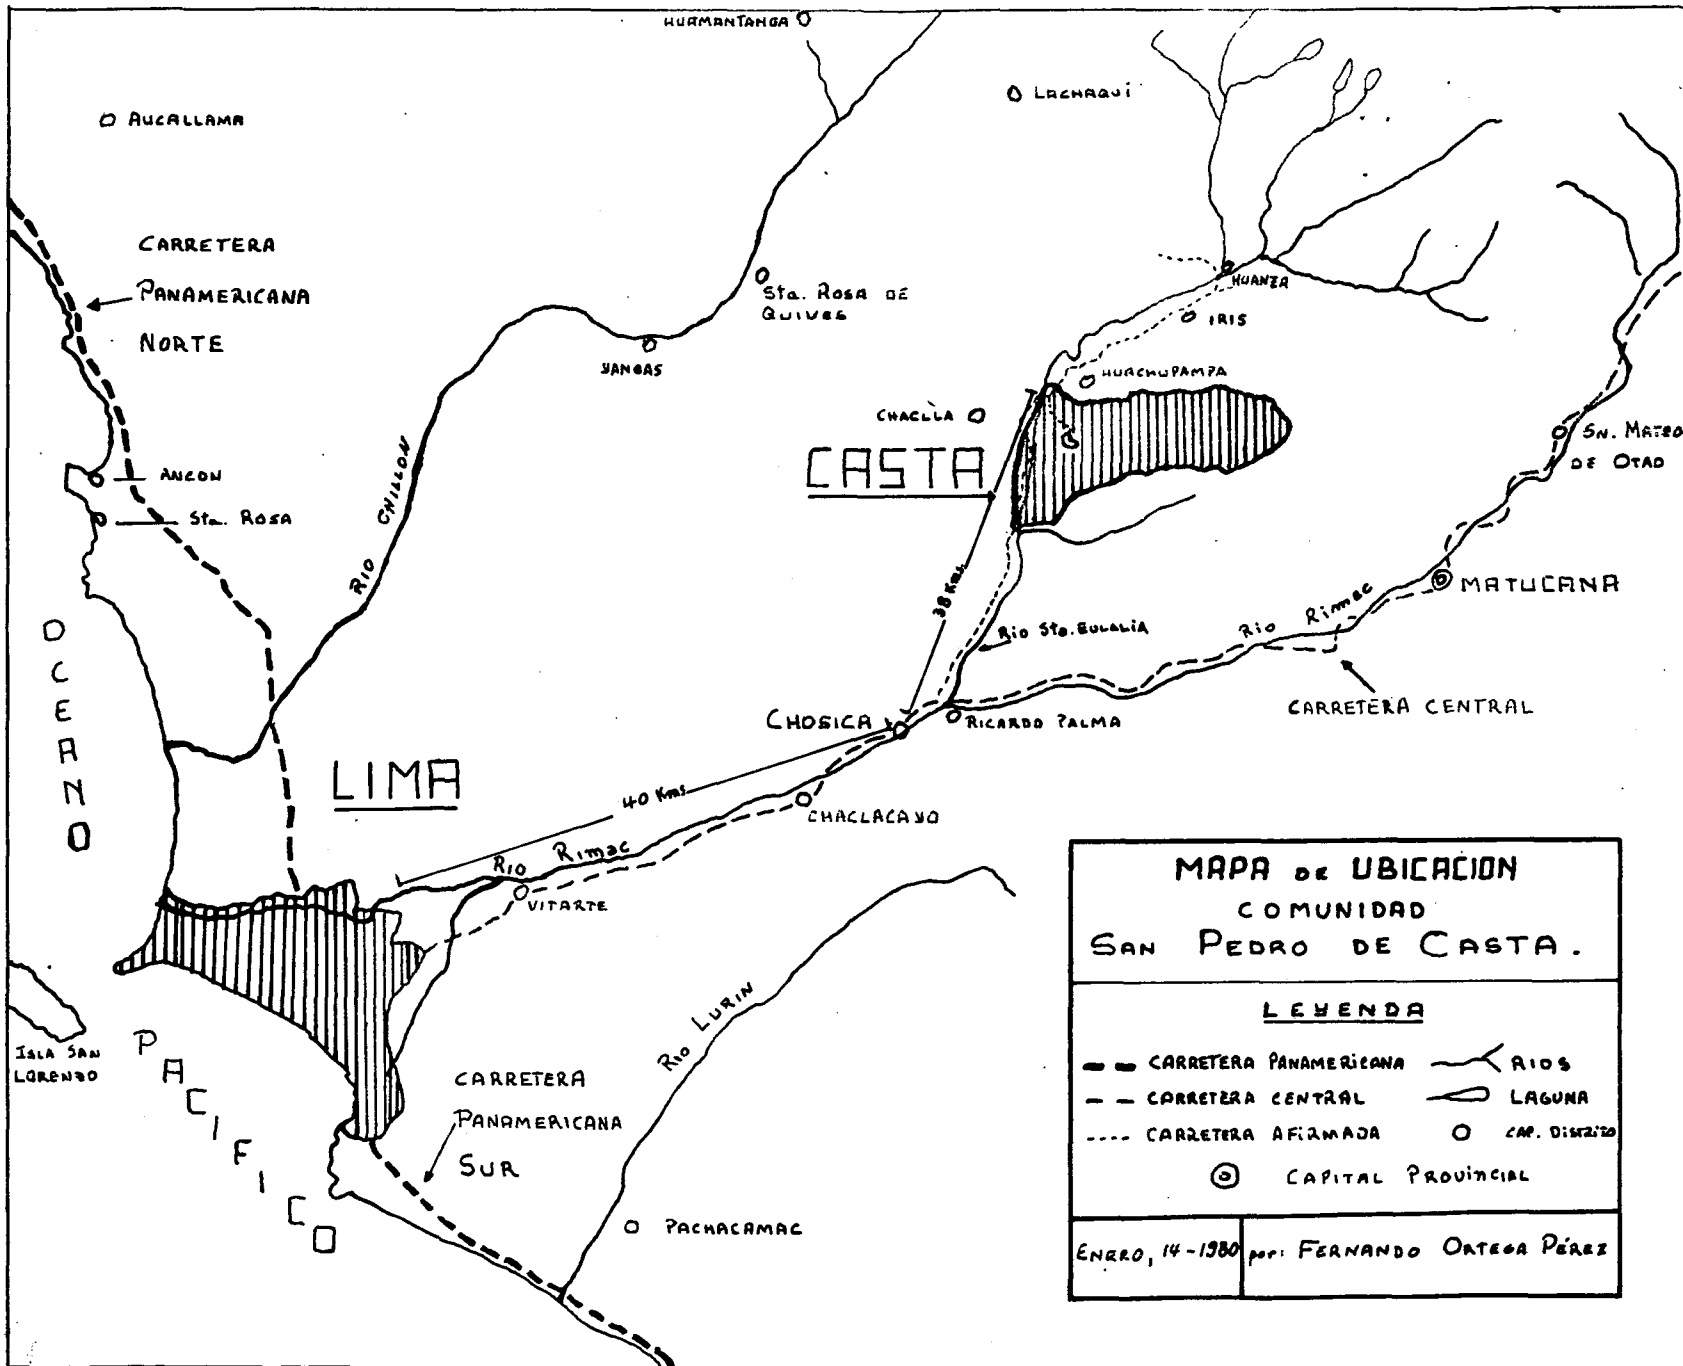 HUAMANTANGA
LACHAQUI
AUCALLAMA
CARRETERA
PANAMERICANA
NORTE
Sta. ROSA DE
QUIVES
YANGAS
HUANZA
IRIS
HUACHUPAMPA
CHACLLA
CASTA
SN. MATEO
DE OTAO
ANCON
Sta. ROSA
RIO CHILLON
38 Kms.
MATUCANA
RIO Rimac
Rio Sta. EULALIA
CARRETERA CENTRAL
CHOSICA
RICARDO PALMA
OCEANO
LIMA
40 Kms
CHACLACAYO
RIO Rimac
VITARTE
RIO LURIN
ISLA SAN
LORENZO
PACIFICO
CARRETERA
PANAMERICANA
SUR
PACHACAMAC
MAPA DE UBICACION
COMUNIDAD
SAN PEDRO DE CASTA.
LEYENDA
CARRETERA PANAMERICANA
RIOS
CARRETERA CENTRAL
LAGUNA
CARRETERA AFIRMADA
CAP. DISTRITO
CAPITAL PROVINCIAL
ENERO, 14-1980
por: FERNANDO ORTEGA PÉREZ